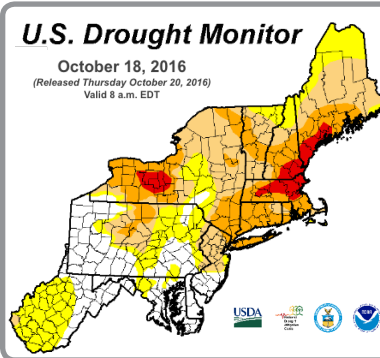 U.S. Drought Monitor
October 18, 2016
(Released Thursday October 20, 2016)
Valid 8 a.m. EDT
USDA